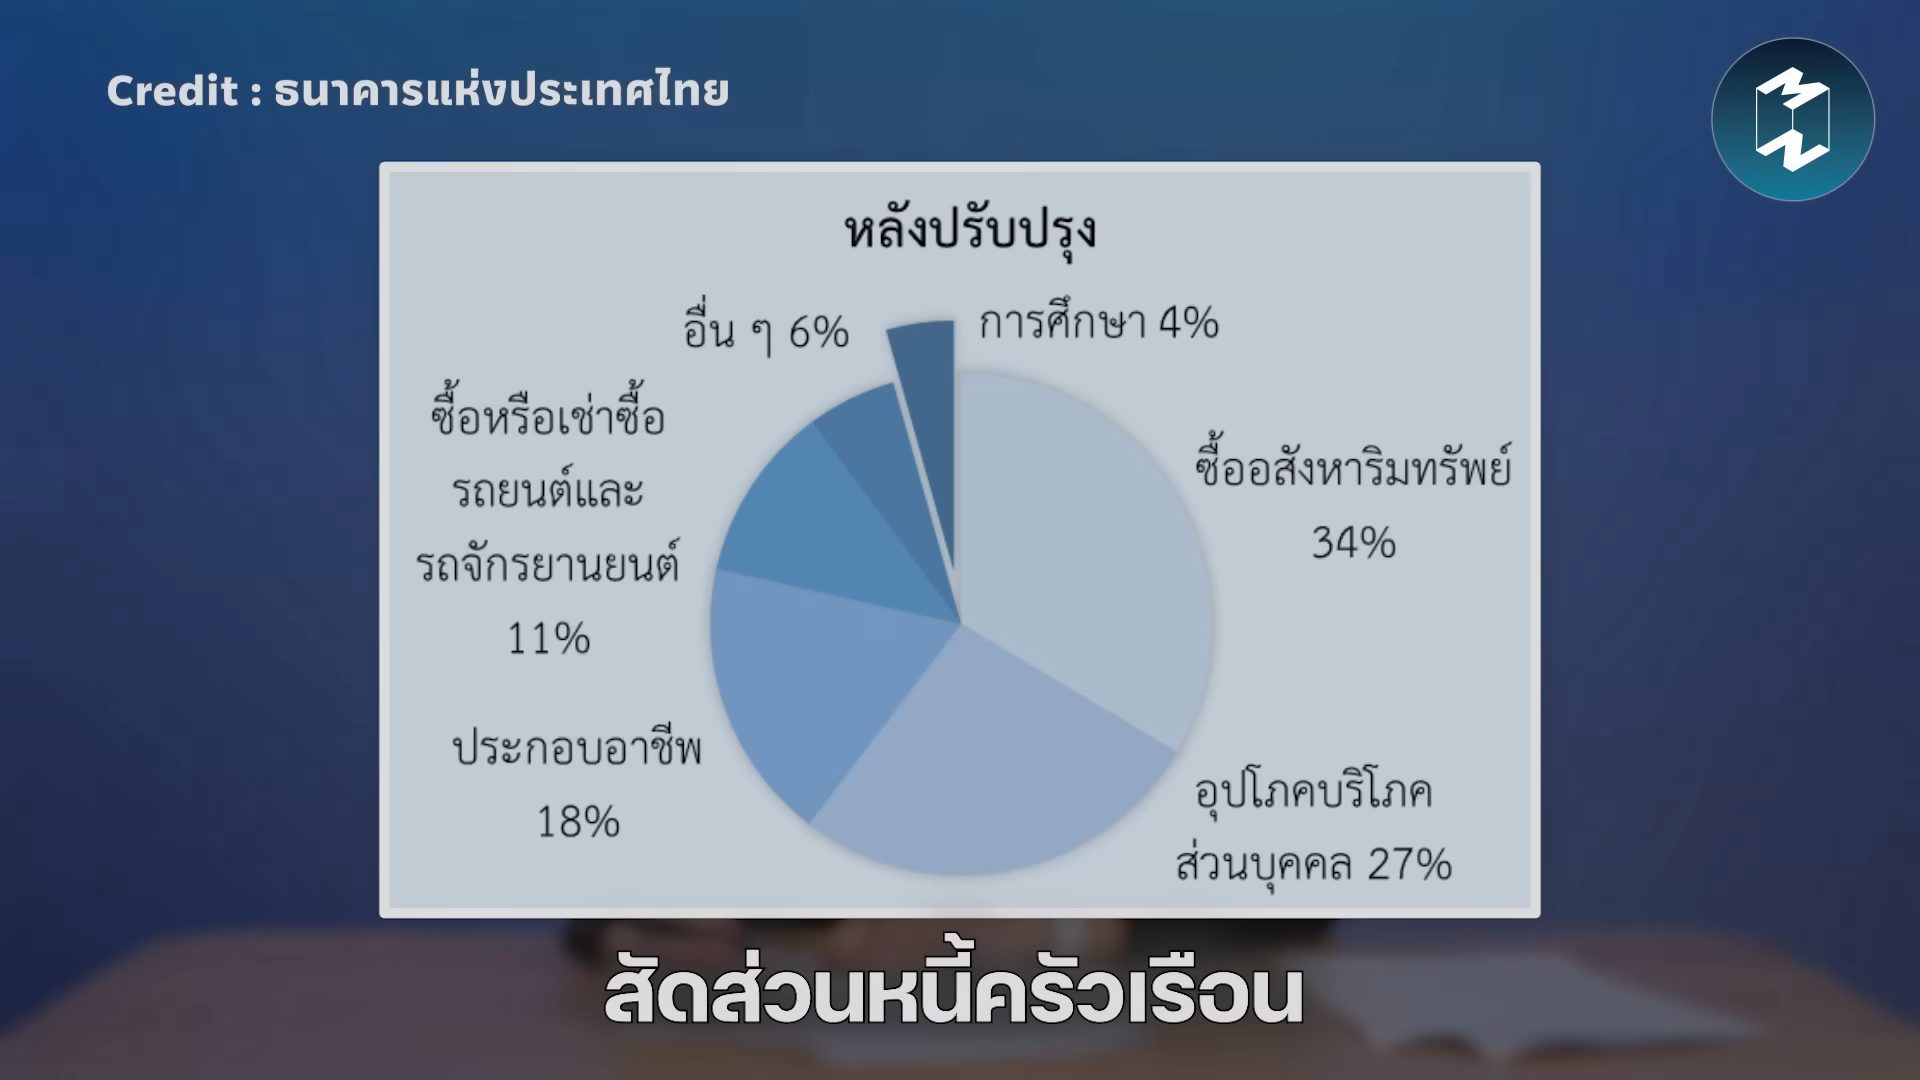 Credit : ธนาคารแห่งประเทศไทย
หลังปรับปรุง
อื่น ๆ 6%
การศึกษา 4%
ซื้อหรือเช่าซื้อ
รถยนต์และ
รถจักรยานยนต์
11%
ซื้ออสังหาริมทรัพย์
34%
ประกอบอาชีพ
18%
อุปโภคบริโภค
ส่วนบุคคล 27%
สัดส่วนหนี้ครัวเรือน